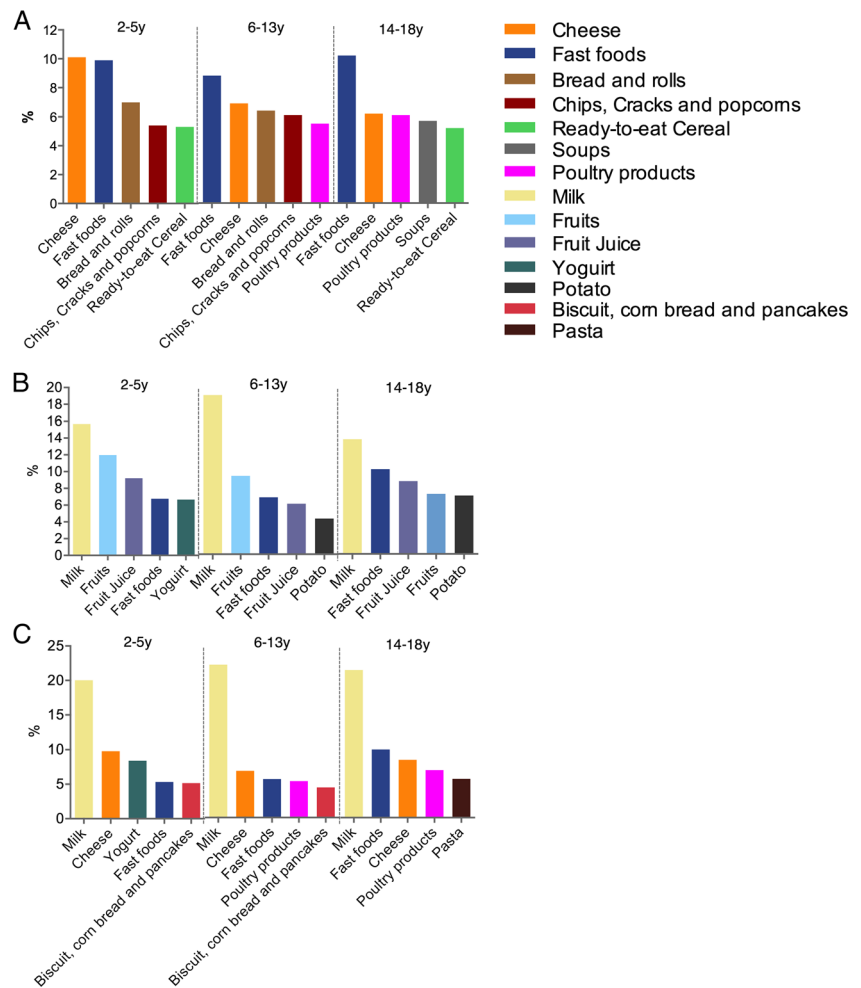 A
2-5y
6-13y
14-18y
12
10
8
6
4
2
0
%
Cheese
Fast foods
Bread and rolls
Chips, Cracks and popcorns
Ready-to-eat Cereal
Fast foods
Cheese
Bread and rolls
Chips, Cracks and popcorns
Poultry products
Fast foods
Cheese
Poultry products
Soups
Ready-to-eat Cereal
Cheese
Fast foods
Bread and rolls
Chips, Cracks and popcorns
Ready-to-eat Cereal
Soups
Poultry products
Milk
Fruits
Fruit Juice
Yoguirt
Potato
Biscuit, corn bread and pancakes
Pasta
B
2-5y
6-13y
14-18y
20
18
16
14
12
10
8
6
4
2
0
%
Milk
Fruits
Fruit Juice
Fast foods
Yoguirt
Milk
Fruits
Fast foods
Fruit Juice
Potato
Milk
Fast foods
Fruit Juice
Fruits
Potato
C
2-5y
6-13y
14-18y
25
20
15
10
5
0
%
Milk
Cheese
Yogurt
Fast foods
Biscuit, corn bread and pancakes
Milk
Cheese
Fast foods
Poultry products
Biscuit, corn bread and pancakes
Milk
Fast foods
Cheese
Poultry products
Pasta